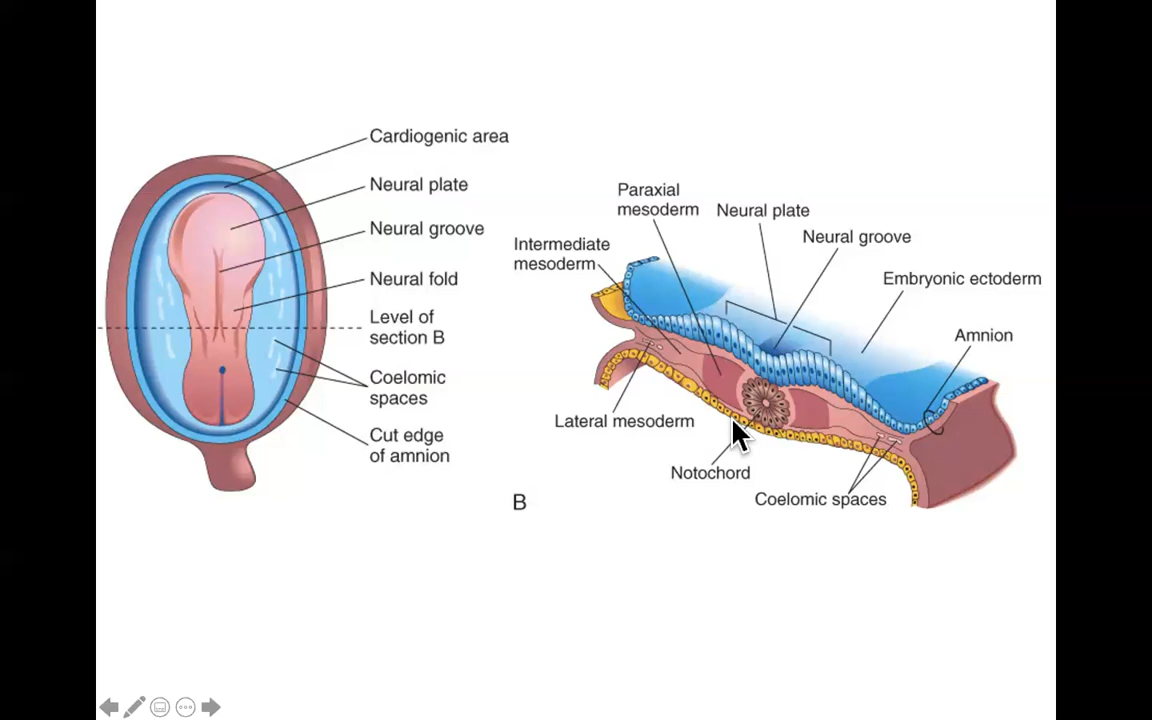 Cardiogenic area
Neural plate
Neural groove
Neural fold
Level of
section B
Coelomic
spaces
Cut edge
of amnion
Paraxial
mesoderm
Neural plate
Neural groove
Intermediate
mesoderm
Embryonic ectoderm
Amnion
Lateral mesoderm
Notochord
Coelomic spaces
B